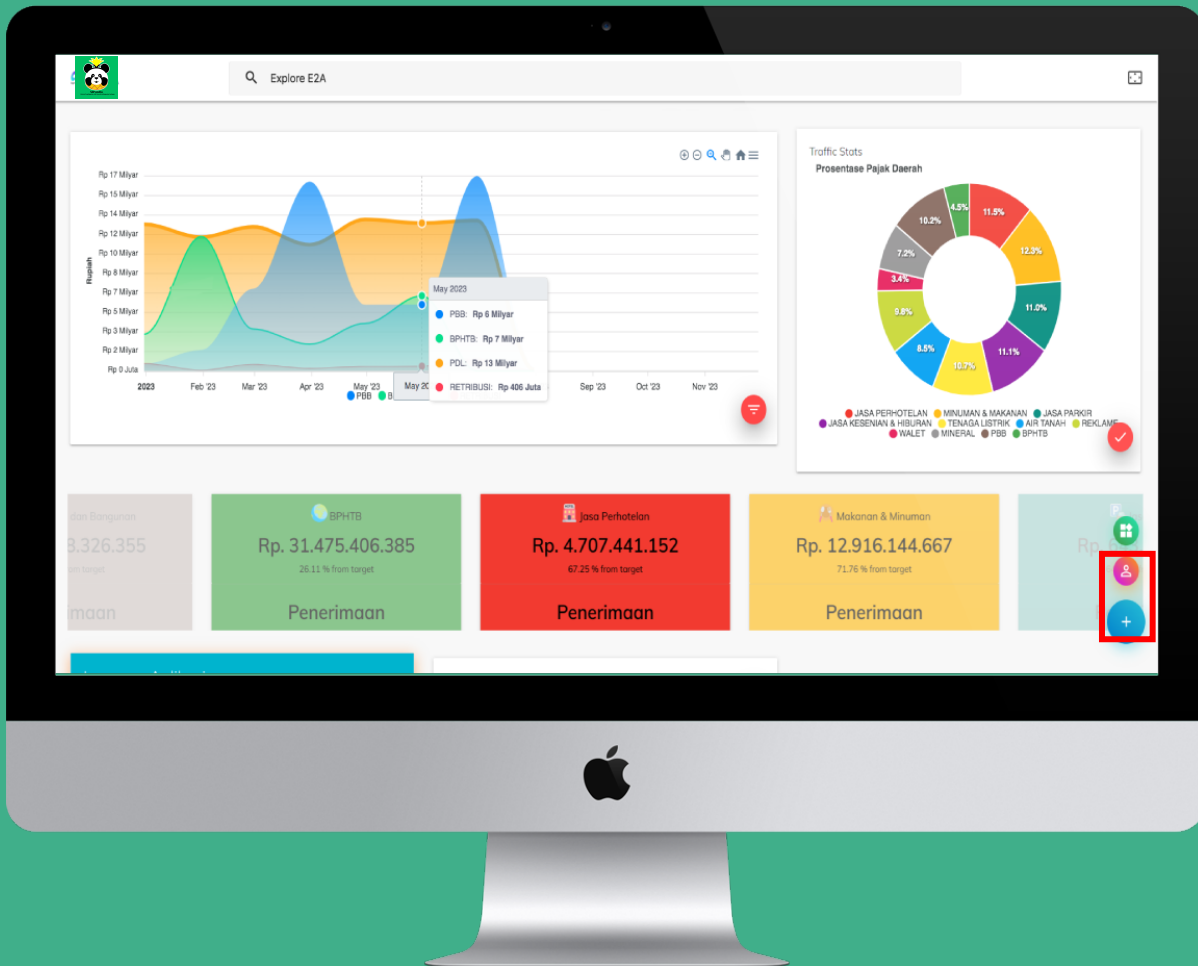 Explore E2A
Rp 17 Milyar
Rp 15 Milyar
Rp 14 Milyar
Rp 12 Milyar
Rp 10 Milyar
Rp 8 Milyar
Rp 7 Milyar
Rp 5 Milyar
Rp 3 Milyar
Rp 2 Milyar
Rp 0 Juta
Rupiah
2023 Feb '23 Mar '23 Apr '23 May '23 May 20 Sep '23 Oct '23 Nov '23
PBB B
May 2023
PBB: Rp 6 Milyar
BPHTB: Rp 7 Milyar
PDL: Rp 13 Milyar
RETRIBUSI: Rp 406 Juta
Traffic Stats
Prosentase Pajak Daerah
11.5%
12.3%
11.0%
11.1%
10.7%
8.5%
9.8%
3.4%
7.2%
10.2%
4.5%
JASA PERHOTELAN MINUMAN & MAKANAN JASA PARKIR
JASA KESENIAN & HIBURAN TENAGA LISTRIK AIR TANAH REKLAME
WALET MINERAL PBB BPHTB
dan Bangunan
8.326.355
om target
maan
BPHTB
Rp. 31.475.406.385
26.11 % from target
Penerimaan
Jasa Perhotelan
Rp. 4.707.441.152
67.25 % from target
Penerimaan
Makanan & Minuman
Rp. 12.916.144.667
71.76 % from target
Penerimaan